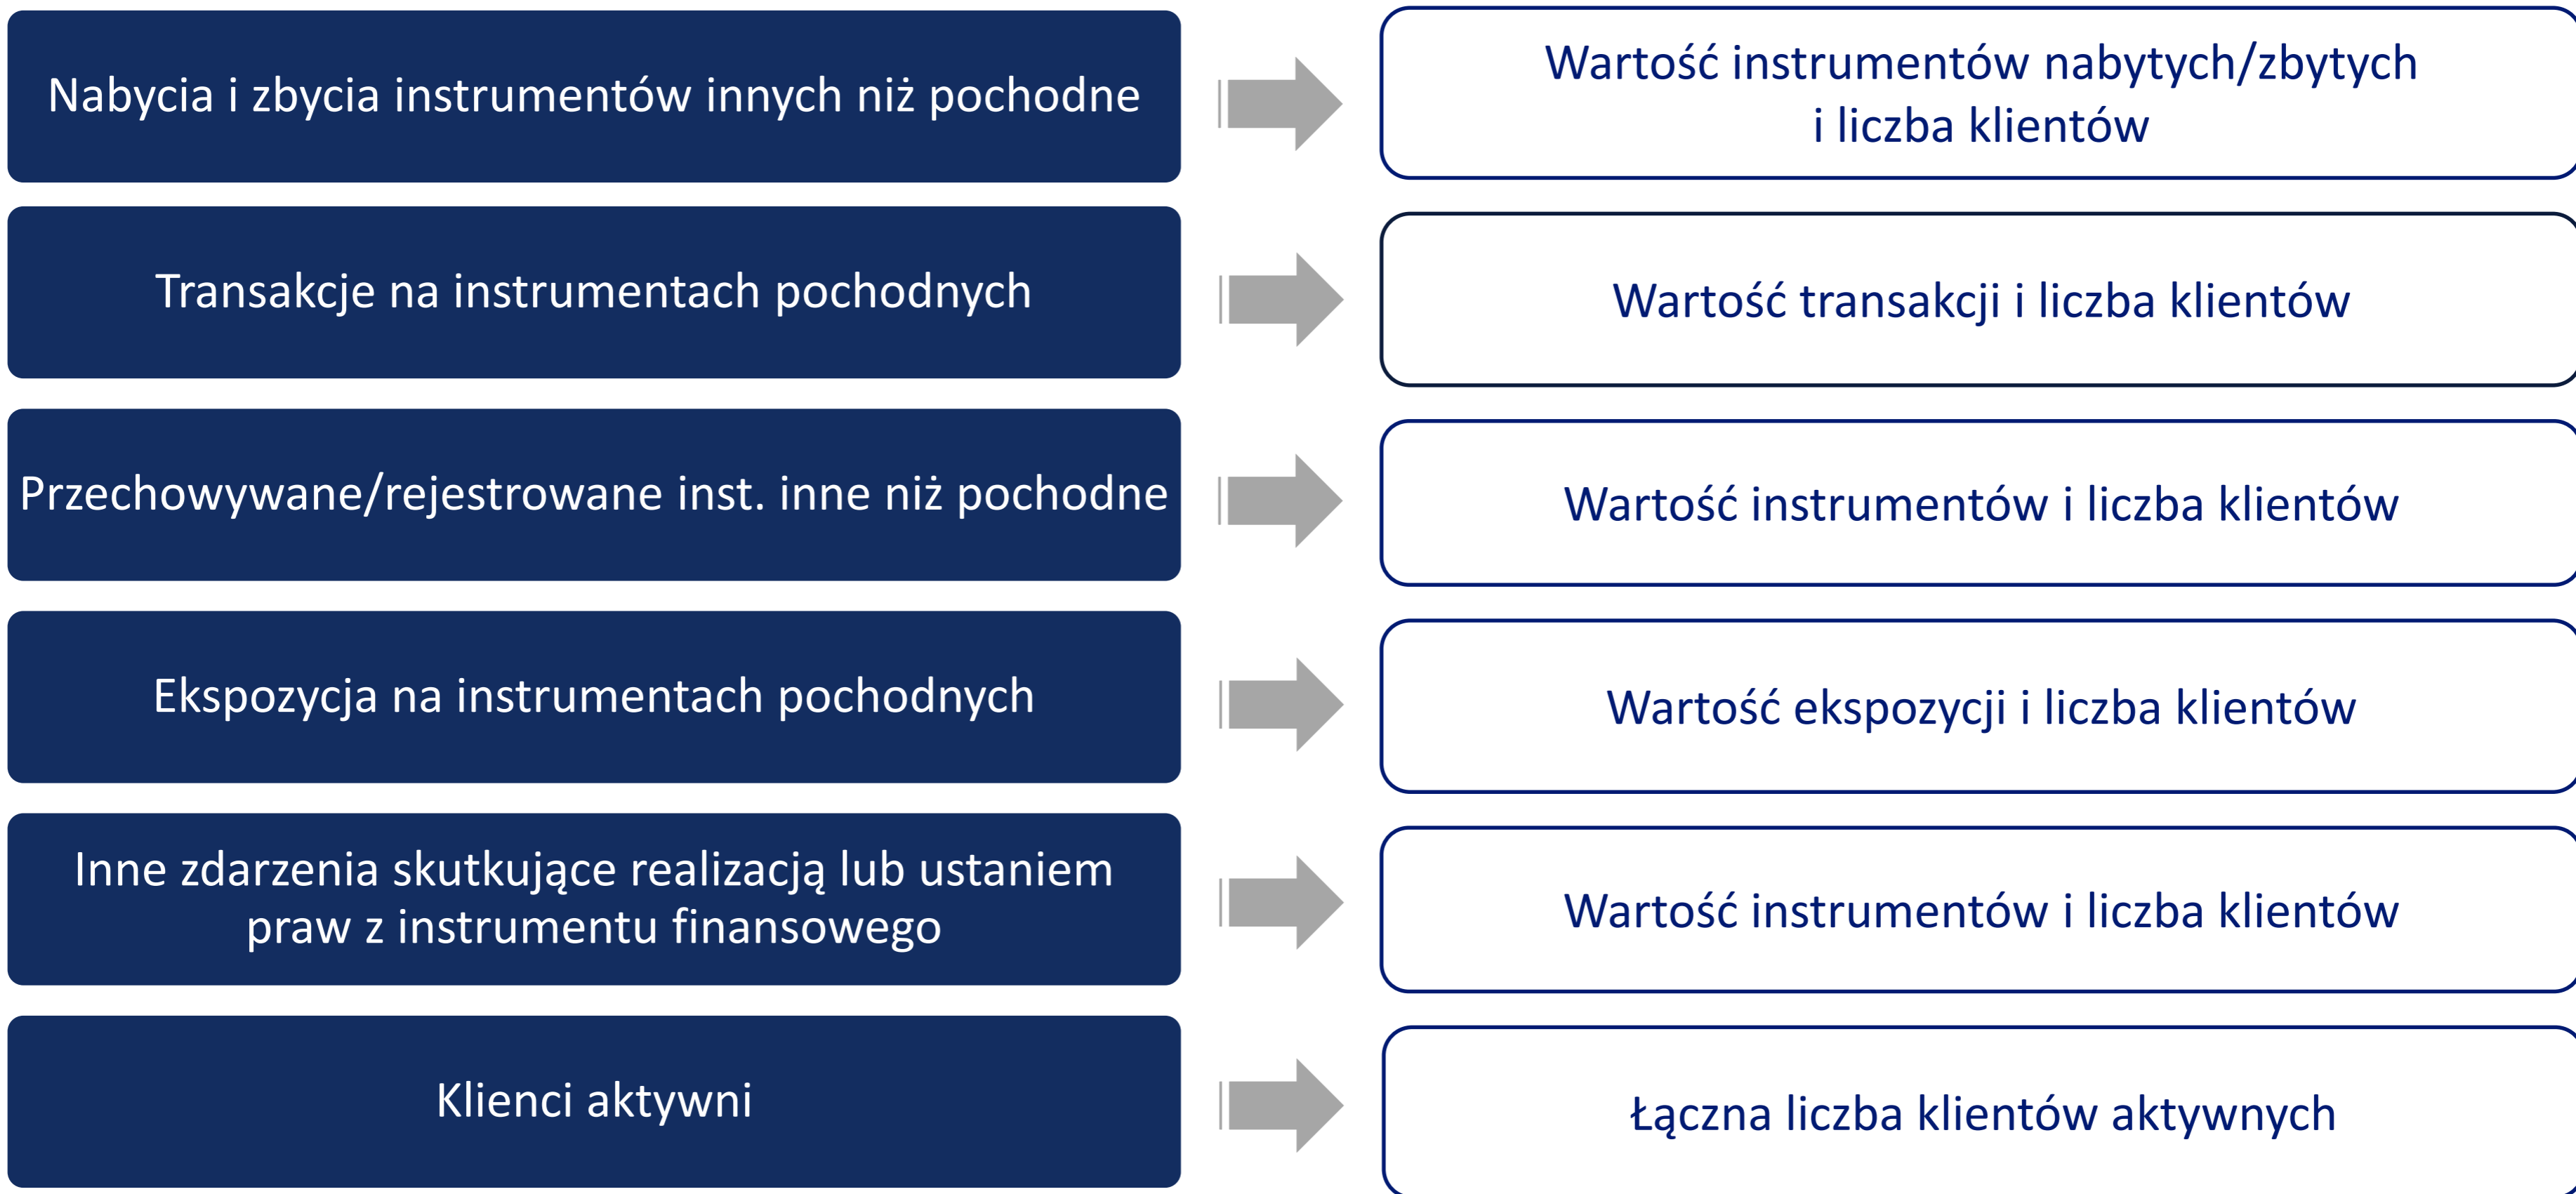 Nabycia i zbycia instrumentów innych niż pochodne
Wartość instrumentów nabytych/zbytych
i liczba klientów
Transakcje na instrumentach pochodnych
Wartość transakcji i liczba klientów
Przechowywane/rejestrowane inst. inne niż pochodne
Wartość instrumentów i liczba klientów
Ekspozycja na instrumentach pochodnych
Wartość ekspozycji i liczba klientów
Inne zdarzenia skutkujące realizacją lub ustaniem
praw z instrumentu finansowego
Wartość instrumentów i liczba klientów
Klienci aktywni
Łączna liczba klientów aktywnych